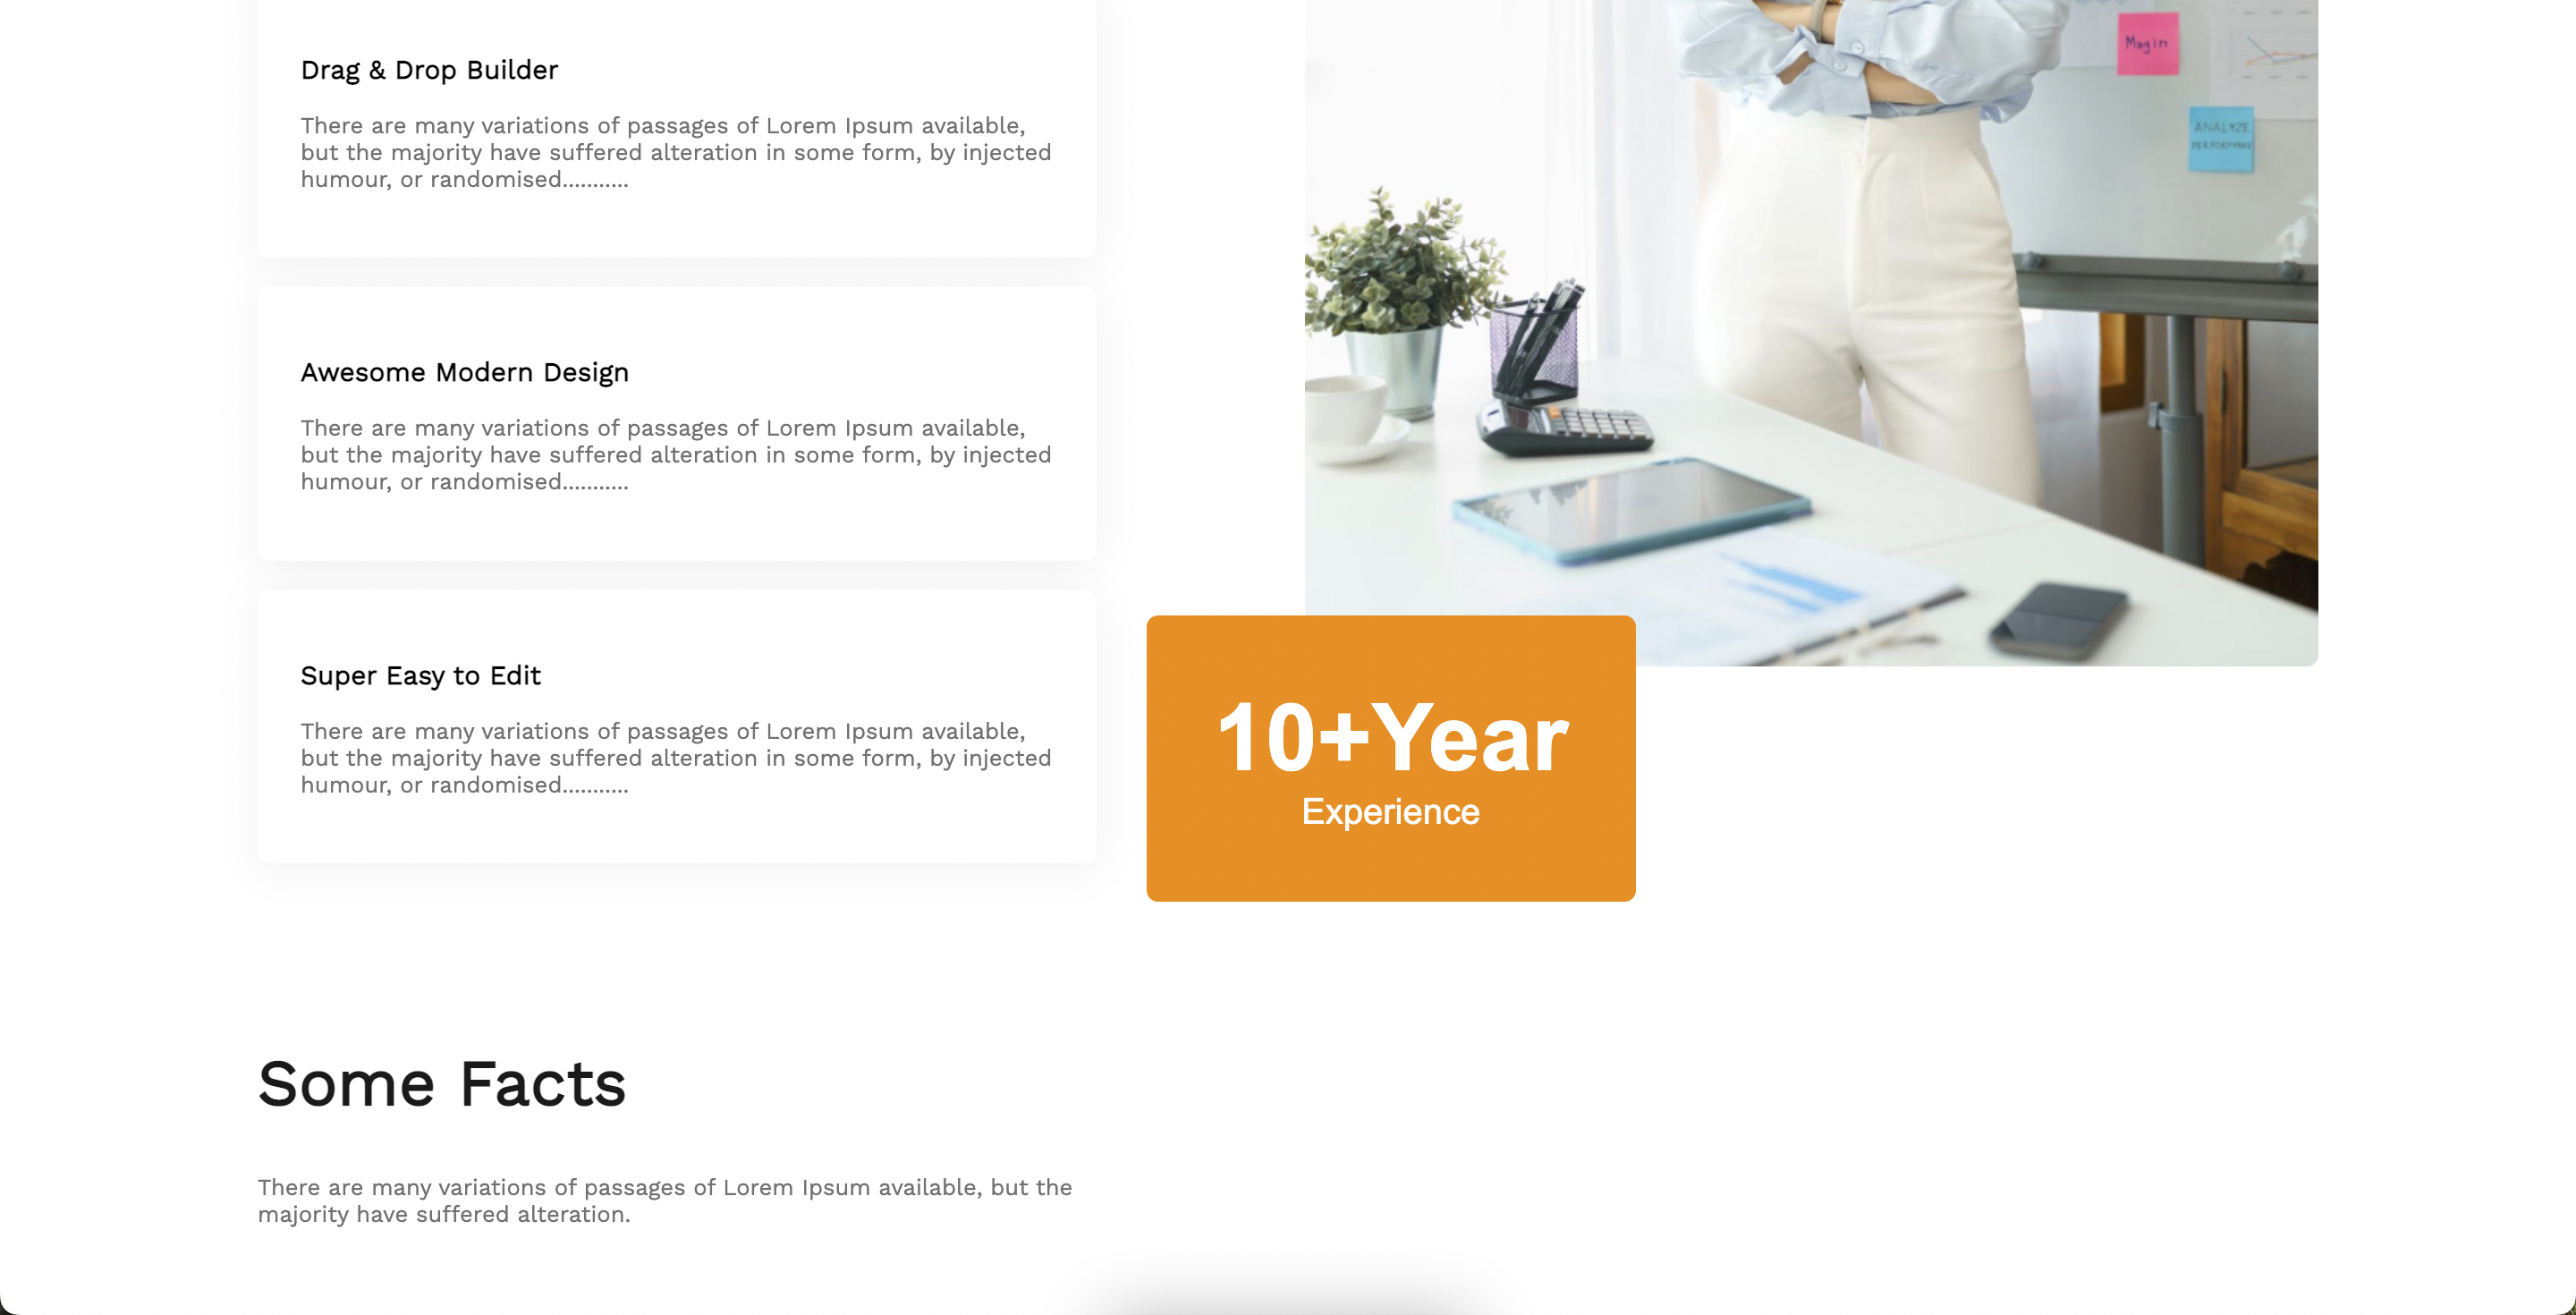 Drag & Drop Builder
There are many variations of passages of Lorem Ipsum available,
but the majority have suffered alteration in some form, by injected
humour, or randomised...........
Awesome Modern Design
There are many variations of passages of Lorem Ipsum available,
but the majority have suffered alteration in some form, by injected
humour, or randomised...........
Super Easy to Edit
There are many variations of passages of Lorem Ipsum available,
but the majority have suffered alteration in some form, by injected
humour, or randomised...........
Magin
ANALYZE
PERFORMANCE
10+Year
Experience
Some Facts
There are many variations of passages of Lorem Ipsum available, but the
majority have suffered alteration.